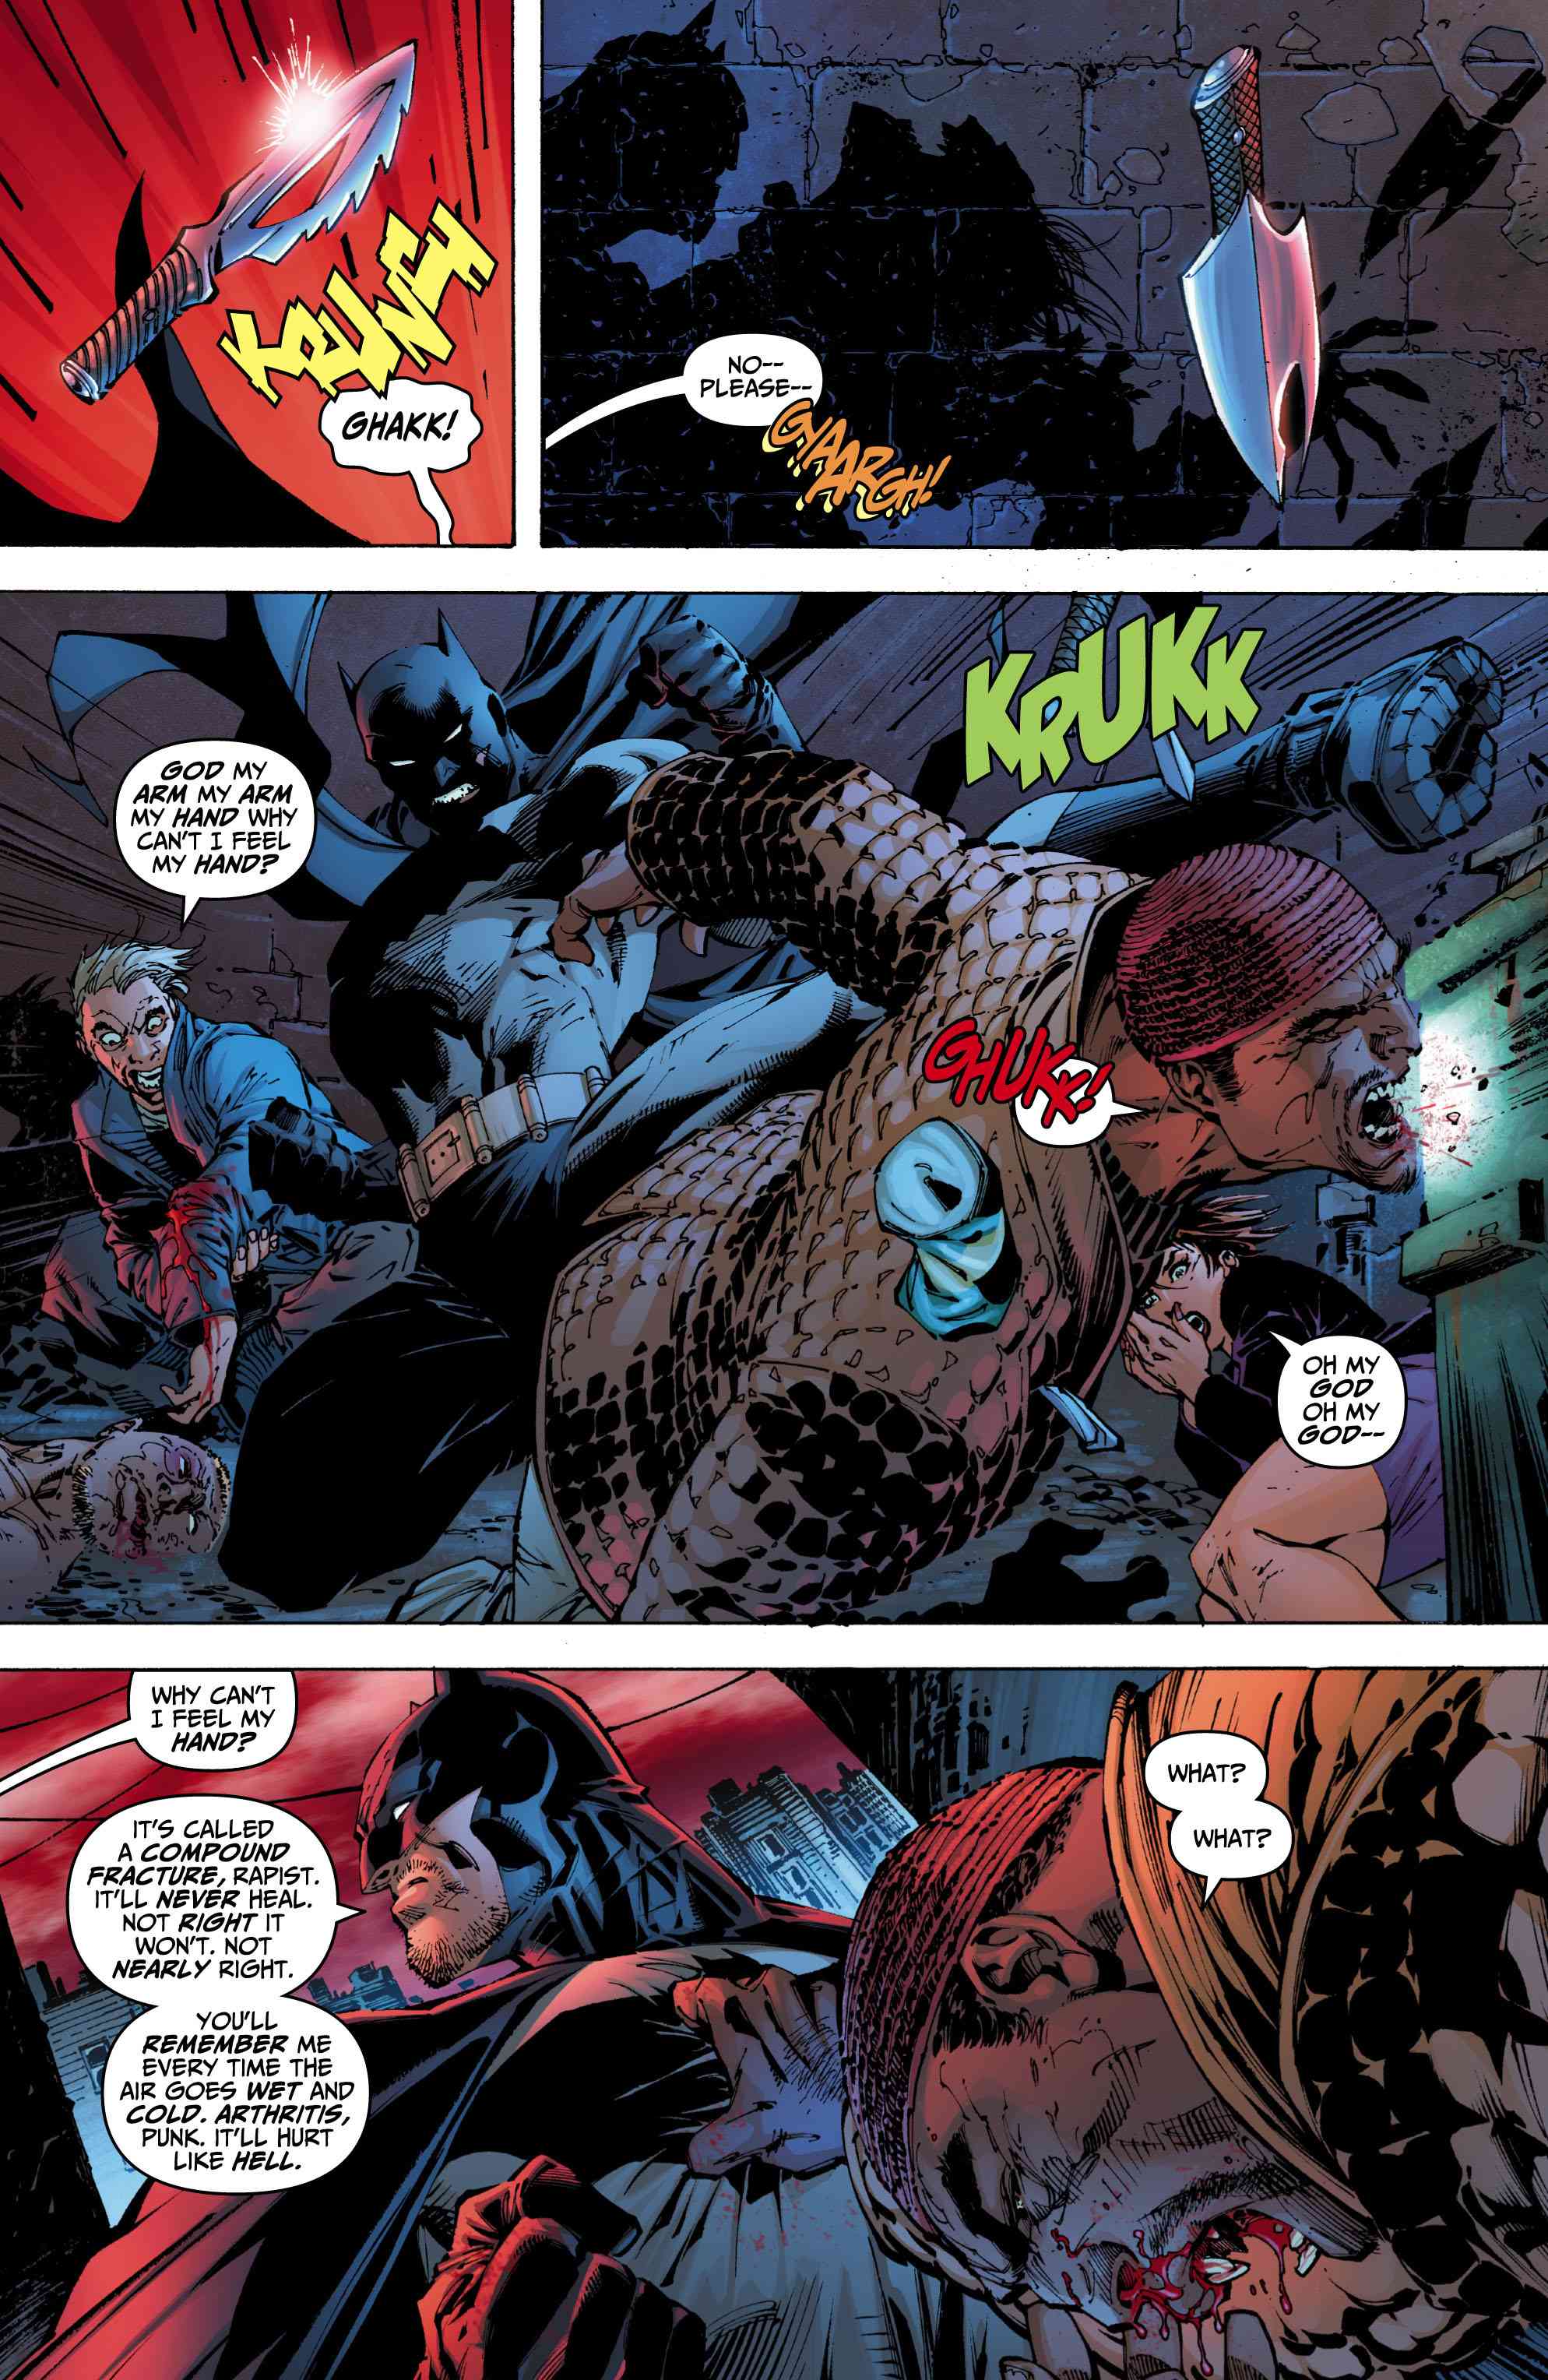 KRUNCH
GHAKK!
NO--
PLEASE--
GYAARGH!
KRUKK
GOD MY
ARM MY ARM
MY HAND WHY
CAN'T I FEEL
MY HAND?
GHUKK!
OH MY
GOD
OH MY
GOD--
WHY CAN'T
I FEEL MY
HAND?
IT'S CALLED
A COMPOUND
FRACTURE, RAPIST.
IT'LL NEVER HEAL.
NOT RIGHT IT
WON'T. NOT
NEARLY RIGHT.
YOU'LL
REMEMBER ME
EVERY TIME THE
AIR GOES WET AND
COLD. ARTHRITIS,
PUNK. IT'LL HURT
LIKE HELL.
WHAT?
WHAT?